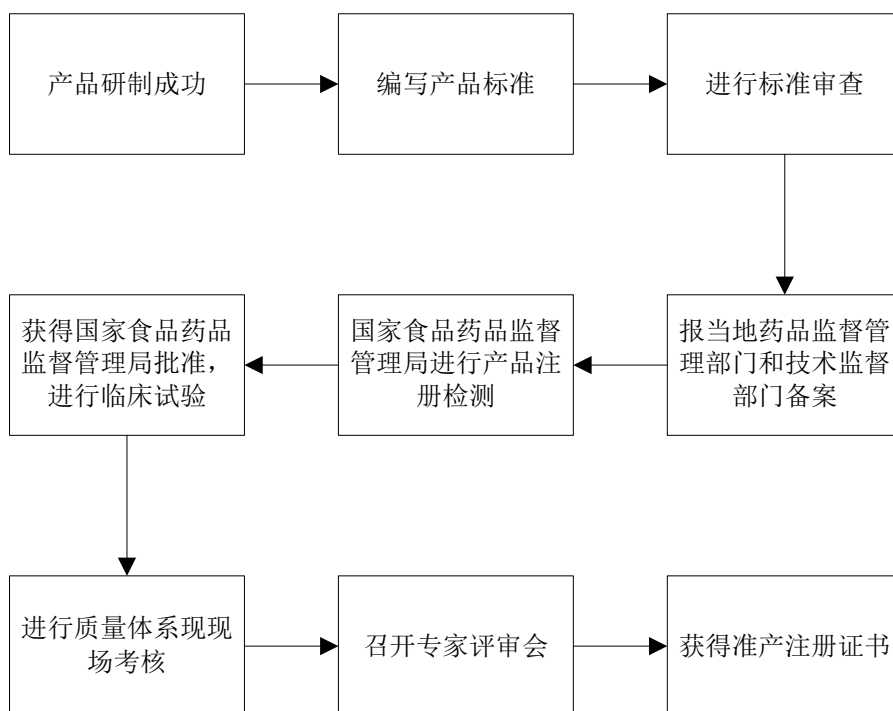 产品研制成功
编写产品标准
进行标准审查
获得国家食品药品
监督管理局批准，
进行临床试验
国家食品药品监督
管理局进行产品注
册检测
报当地药品监督管
理部门和技术监督
部门备案
进行质量体系现现
场考核
召开专家评审会
获得准产注册证书